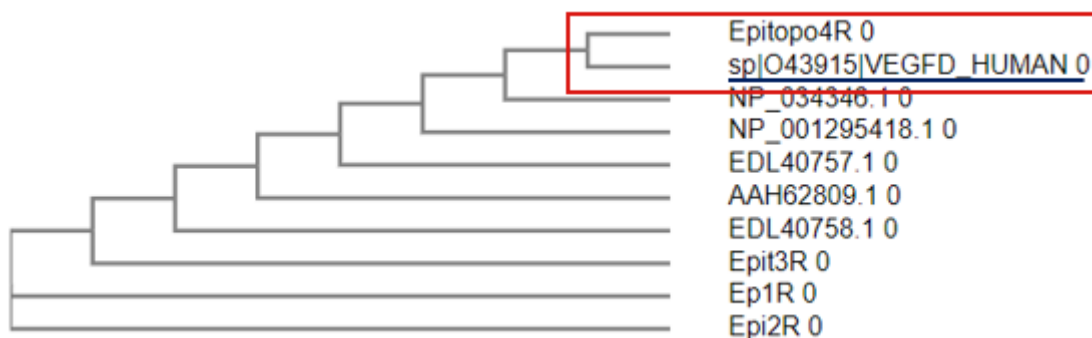 Epitopo4R 0
sp|O43915|VEGFD_HUMAN 0
NP_034346.1 0
NP_001295418.1 0
EDL40757.1 0
AAH62809.1 0
EDL40758.1 0
Epit3R 0
Ep1R 0
Epi2R 0